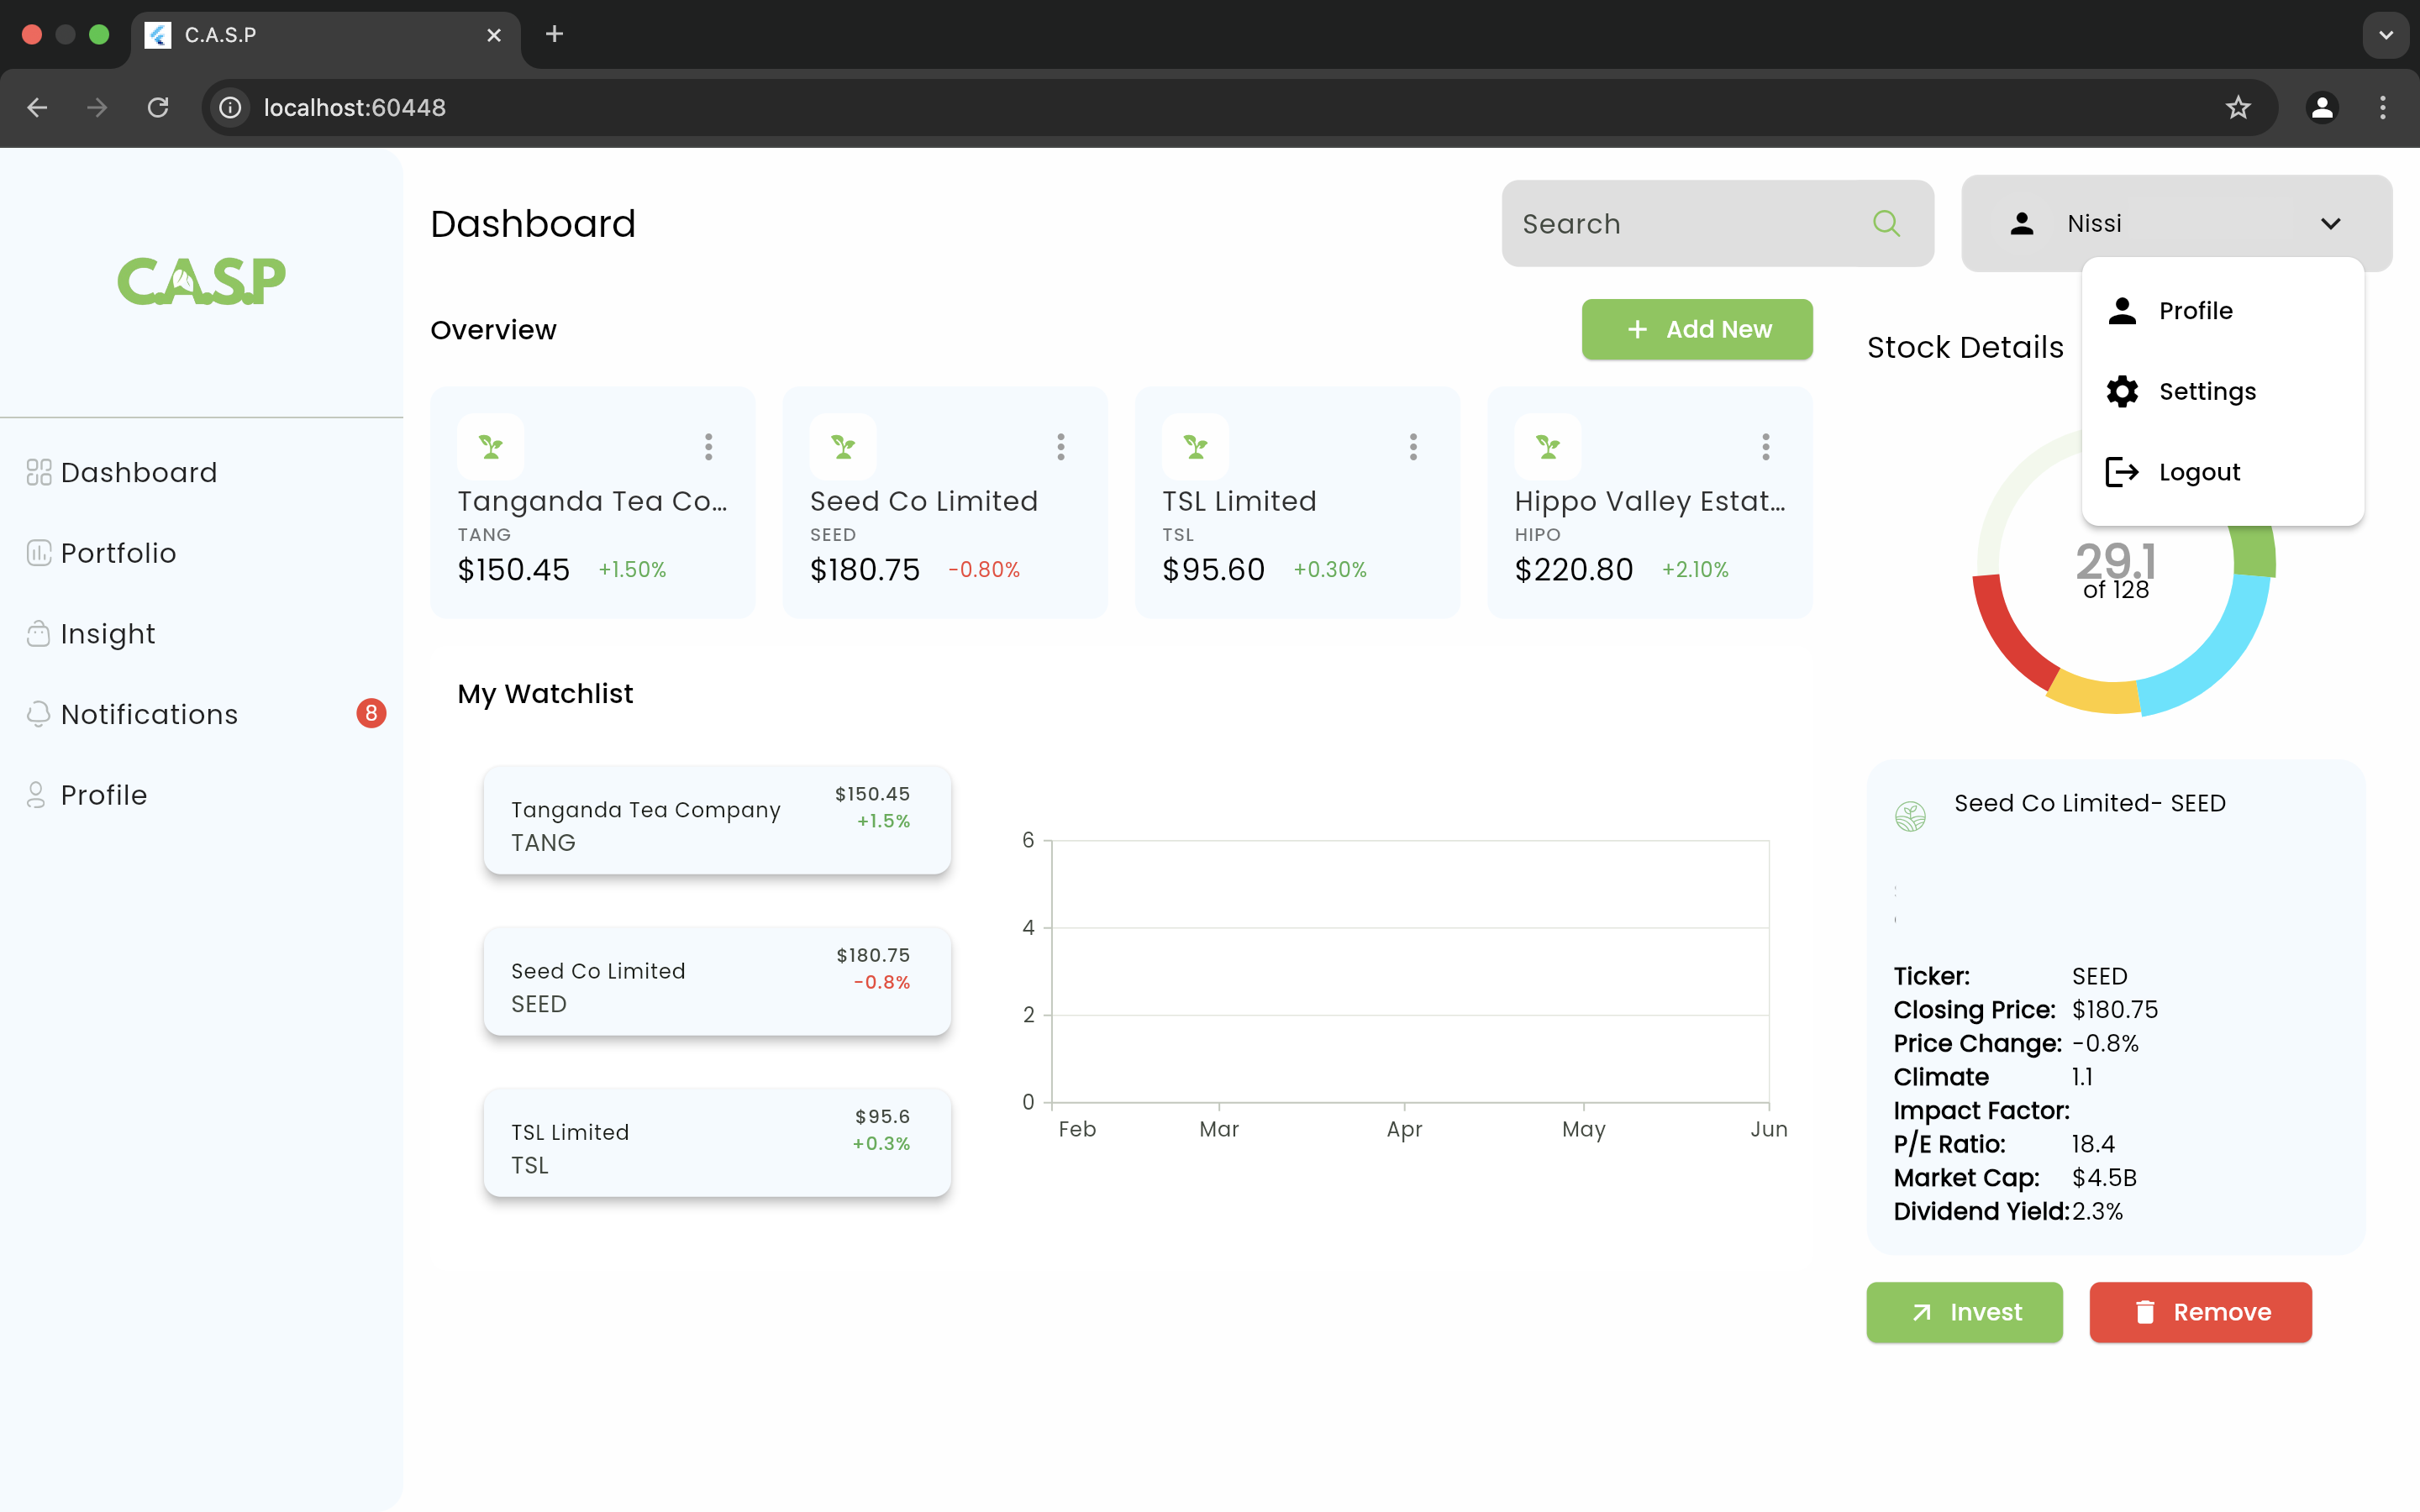 C.A.S.P
localhost:60448
C.A.S.P
Dashboard
Portfolio
Insight
Notifications
8
Profile
Dashboard
Search
Nissi
Profile
Settings
Logout
Overview
Add New
Tanganda Tea Co...
TANG
$150.45 +1.50%
Seed Co Limited
SEED
$180.75 -0.80%
TSL Limited
TSL
$95.60 +0.30%
Hippo Valley Estat...
HIPO
$220.80 +2.10%
My Watchlist
Tanganda Tea Company
TANG
$150.45
+1.5%
Seed Co Limited
SEED
$180.75
-0.8%
TSL Limited
TSL
$95.6
+0.3%
6
4
2
0
Feb Mar Apr May Jun
Stock Details
29.1
of 128
Seed Co Limited- SEED
Ticker: SEED
Closing Price: $180.75
Price Change: -0.8%
Climate 1.1
Impact Factor:
P/E Ratio: 18.4
Market Cap: $4.5B
Dividend Yield: 2.3%
Invest
Remove